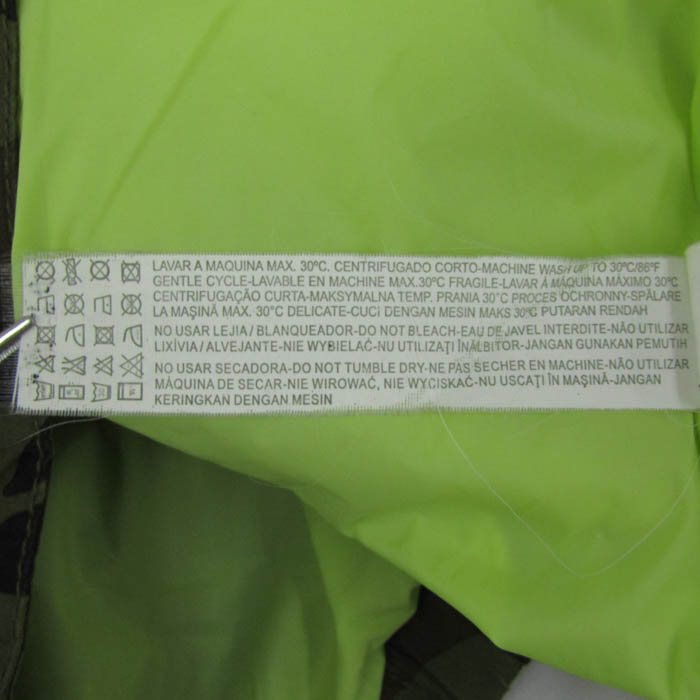 LAVAR A MAQUINA MAX. 30ºC. CENTRIFUGADO CORTO-MACHINE WASH UP TO 30ºC/86ºF
GENTLE CYCLE-LAVABLE EN MACHINE MAX.30ºC FRAGILE-LAVAR À MÁQUINA MÁXIMO 30ºC
CENTRIFUGAÇÃO CURTA-MAKSYMALNA TEMP. PRANIA 30°C PROCES OCHRONNY-SPĂLARE
LA MAŞINĂ MAX. 30°C DELICATE-CUCI DENGAN MESIN MAKS 30ºC PUTARAN RENDAH
NO USAR LEJIA / BLANQUEADOR-DO NOT BLEACH-EAU DE JAVEL INTERDITE-NÃO UTILIZAR
LIXÍVIA / ALVEJANTE-NIE WYBIELAĆ-NU UTILIZAŢI ÎNĂLBITOR-JANGAN GUNAKAN PEMUTIH
NO USAR SECADORA-DO NOT TUMBLE DRY-NE PAS SÉCHER EN MACHINE-NÃO UTILIZAR
MÁQUINA DE SECAR-NIE WIROWAĆ, NIE WYCISKAĆ-NU USCAŢI ÎN MAŞINĂ-JANGAN
KERINGKAN DENGAN MESIN